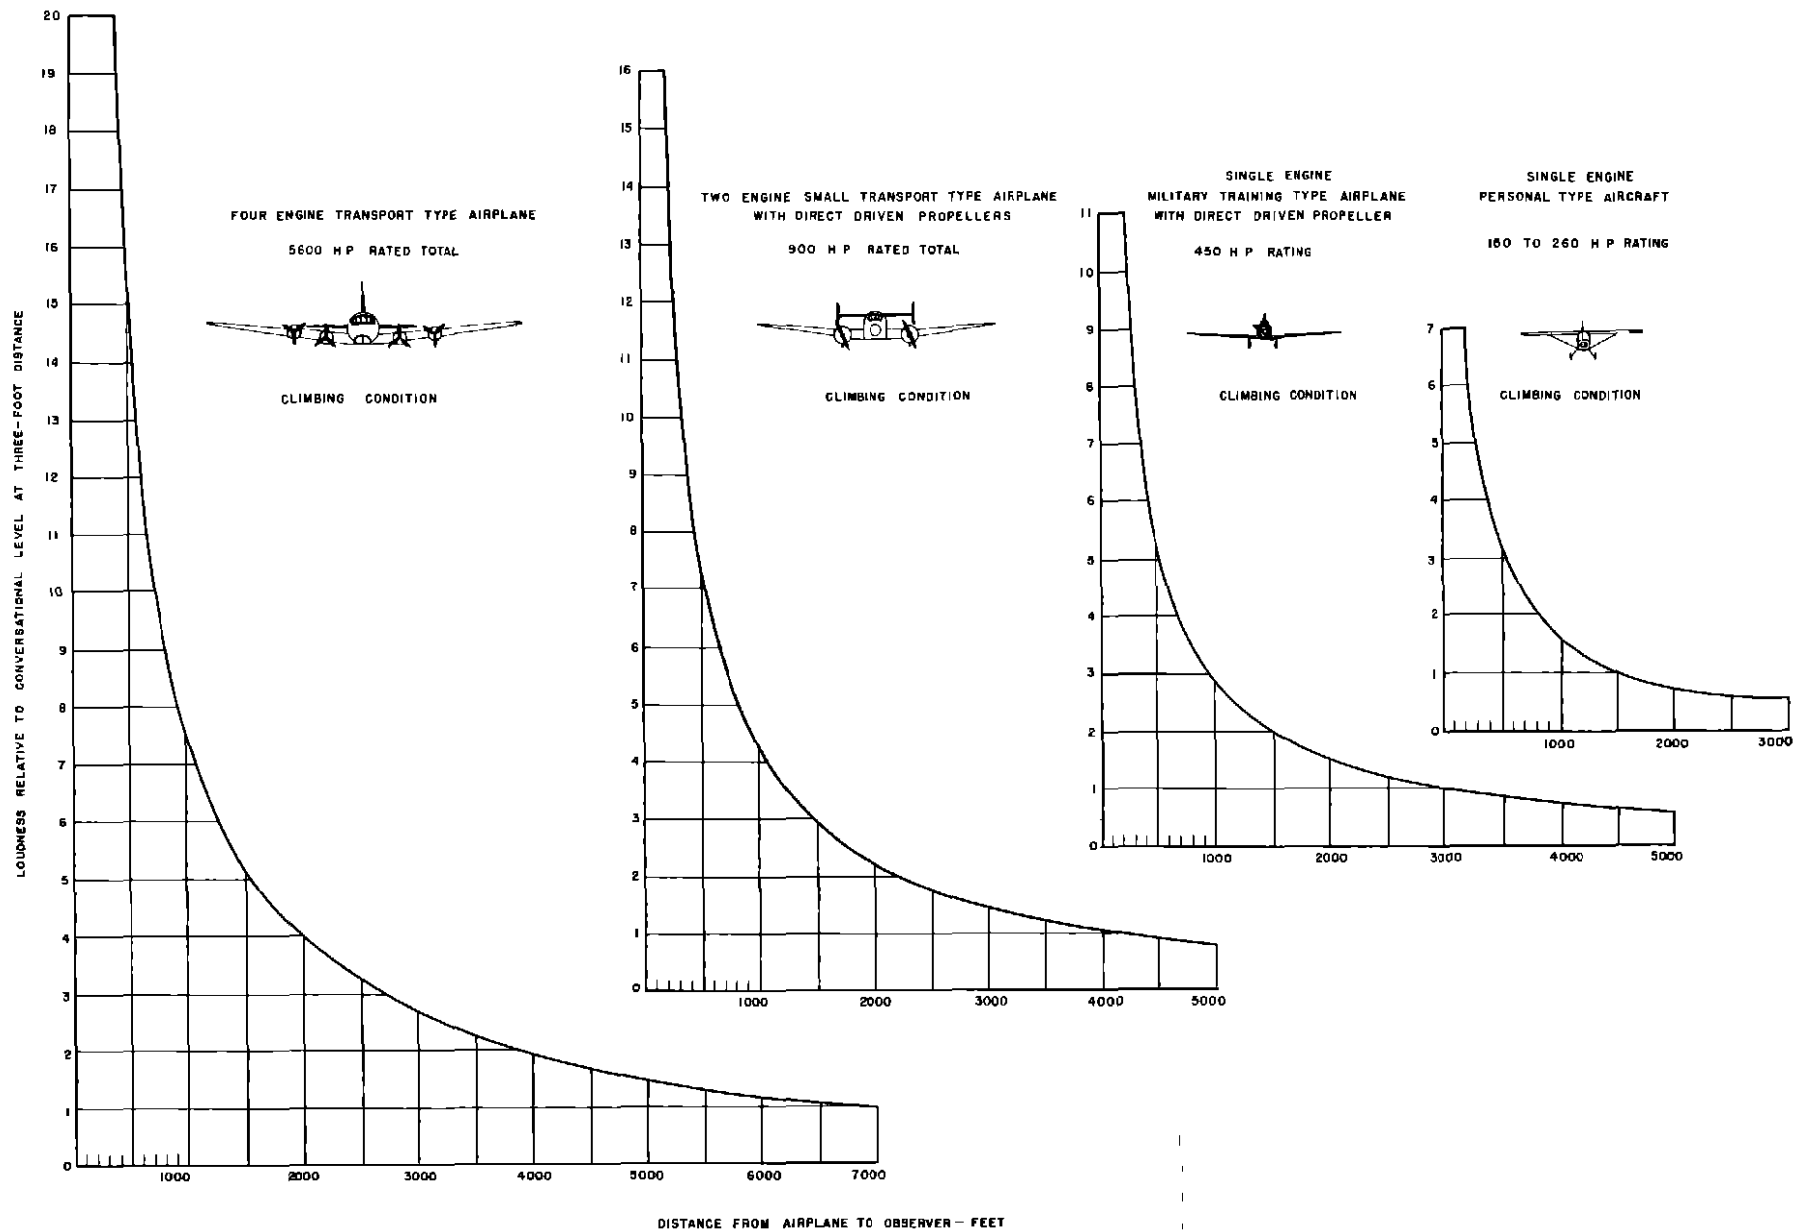 LOUDNESS RELATIVE TO CONVERSATIONAL LEVEL AT THREE-FOOT DISTANCE
20
19
18
17
16
15
14
13
12
11
10
9
8
7
6
5
4
3
2
1
0
1000 2000 3000 4000 5000 6000 7000
FOUR ENGINE TRANSPORT TYPE AIRPLANE
5600 H P RATED TOTAL
CLIMBING CONDITION
16
15
14
13
12
11
10
9
8
7
6
5
4
3
2
1
0
1000 2000 3000 4000 5000
TWO ENGINE SMALL TRANSPORT TYPE AIRPLANE
WITH DIRECT DRIVEN PROPELLERS
900 H P RATED TOTAL
CLIMBING CONDITION
11
10
9
8
7
6
5
4
3
2
1
0
1000 2000 3000 4000 5000
SINGLE ENGINE
MILITARY TRAINING TYPE AIRPLANE
WITH DIRECT DRIVEN PROPELLER
450 H P RATING
CLIMBING CONDITION
7
6
5
4
3
2
1
0
1000 2000 3000
SINGLE ENGINE
PERSONAL TYPE AIRCRAFT
150 TO 260 H P RATING
CLIMBING CONDITION
DISTANCE FROM AIRPLANE TO OBSERVER - FEET